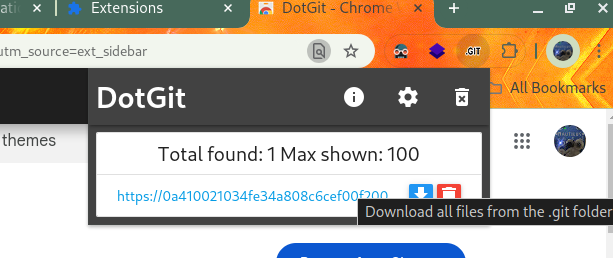 Extensions
DotGit - Chrome
utm_source=ext_sidebar
.GIT
All Bookmarks
DotGit
themes
Total found: 1 Max shown: 100
https://0a410021034fe34a808c6cef00f200
Download all files from the .git folder